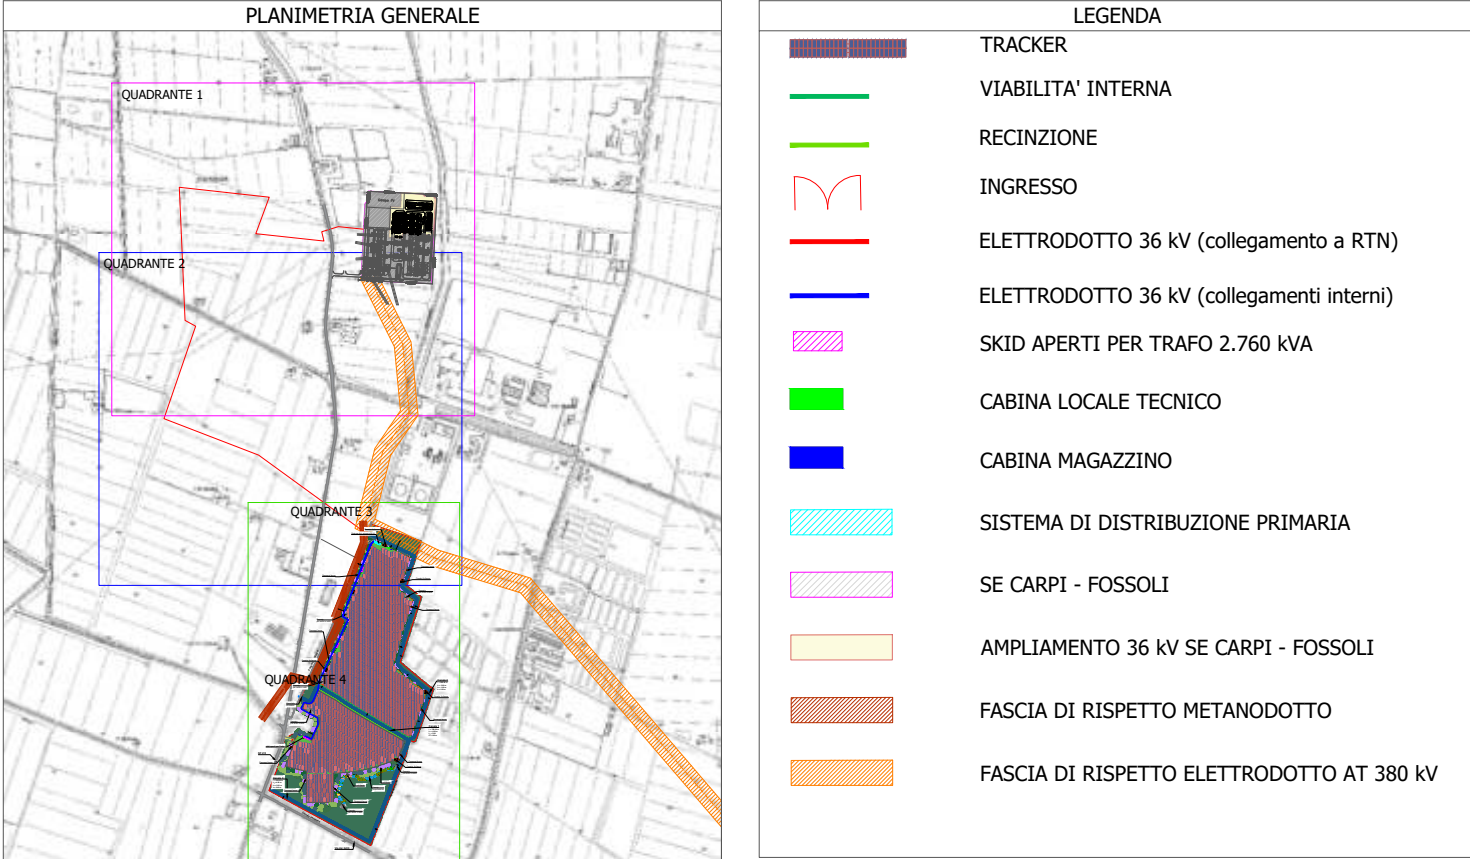 PLANIMETRIA GENERALE
QUADRANTE 1
QUADRANTE 2
QUADRANTE 3
QUADRANTE 4
LEGENDA
TRACKER
VIABILITA' INTERNA
RECINZIONE
INGRESSO
ELETTRODOTTO 36 kV (collegamento a RTN)
ELETTRODOTTO 36 kV (collegamenti interni)
SKID APERTI PER TRAFO 2.760 kVA
CABINA LOCALE TECNICO
CABINA MAGAZZINO
SISTEMA DI DISTRIBUZIONE PRIMARIA
SE CARPI - FOSSOLI
AMPLIAMENTO 36 kV SE CARPI - FOSSOLI
FASCIA DI RISPETTO METANODOTTO
FASCIA DI RISPETTO ELETTRODOTTO AT 380 kV